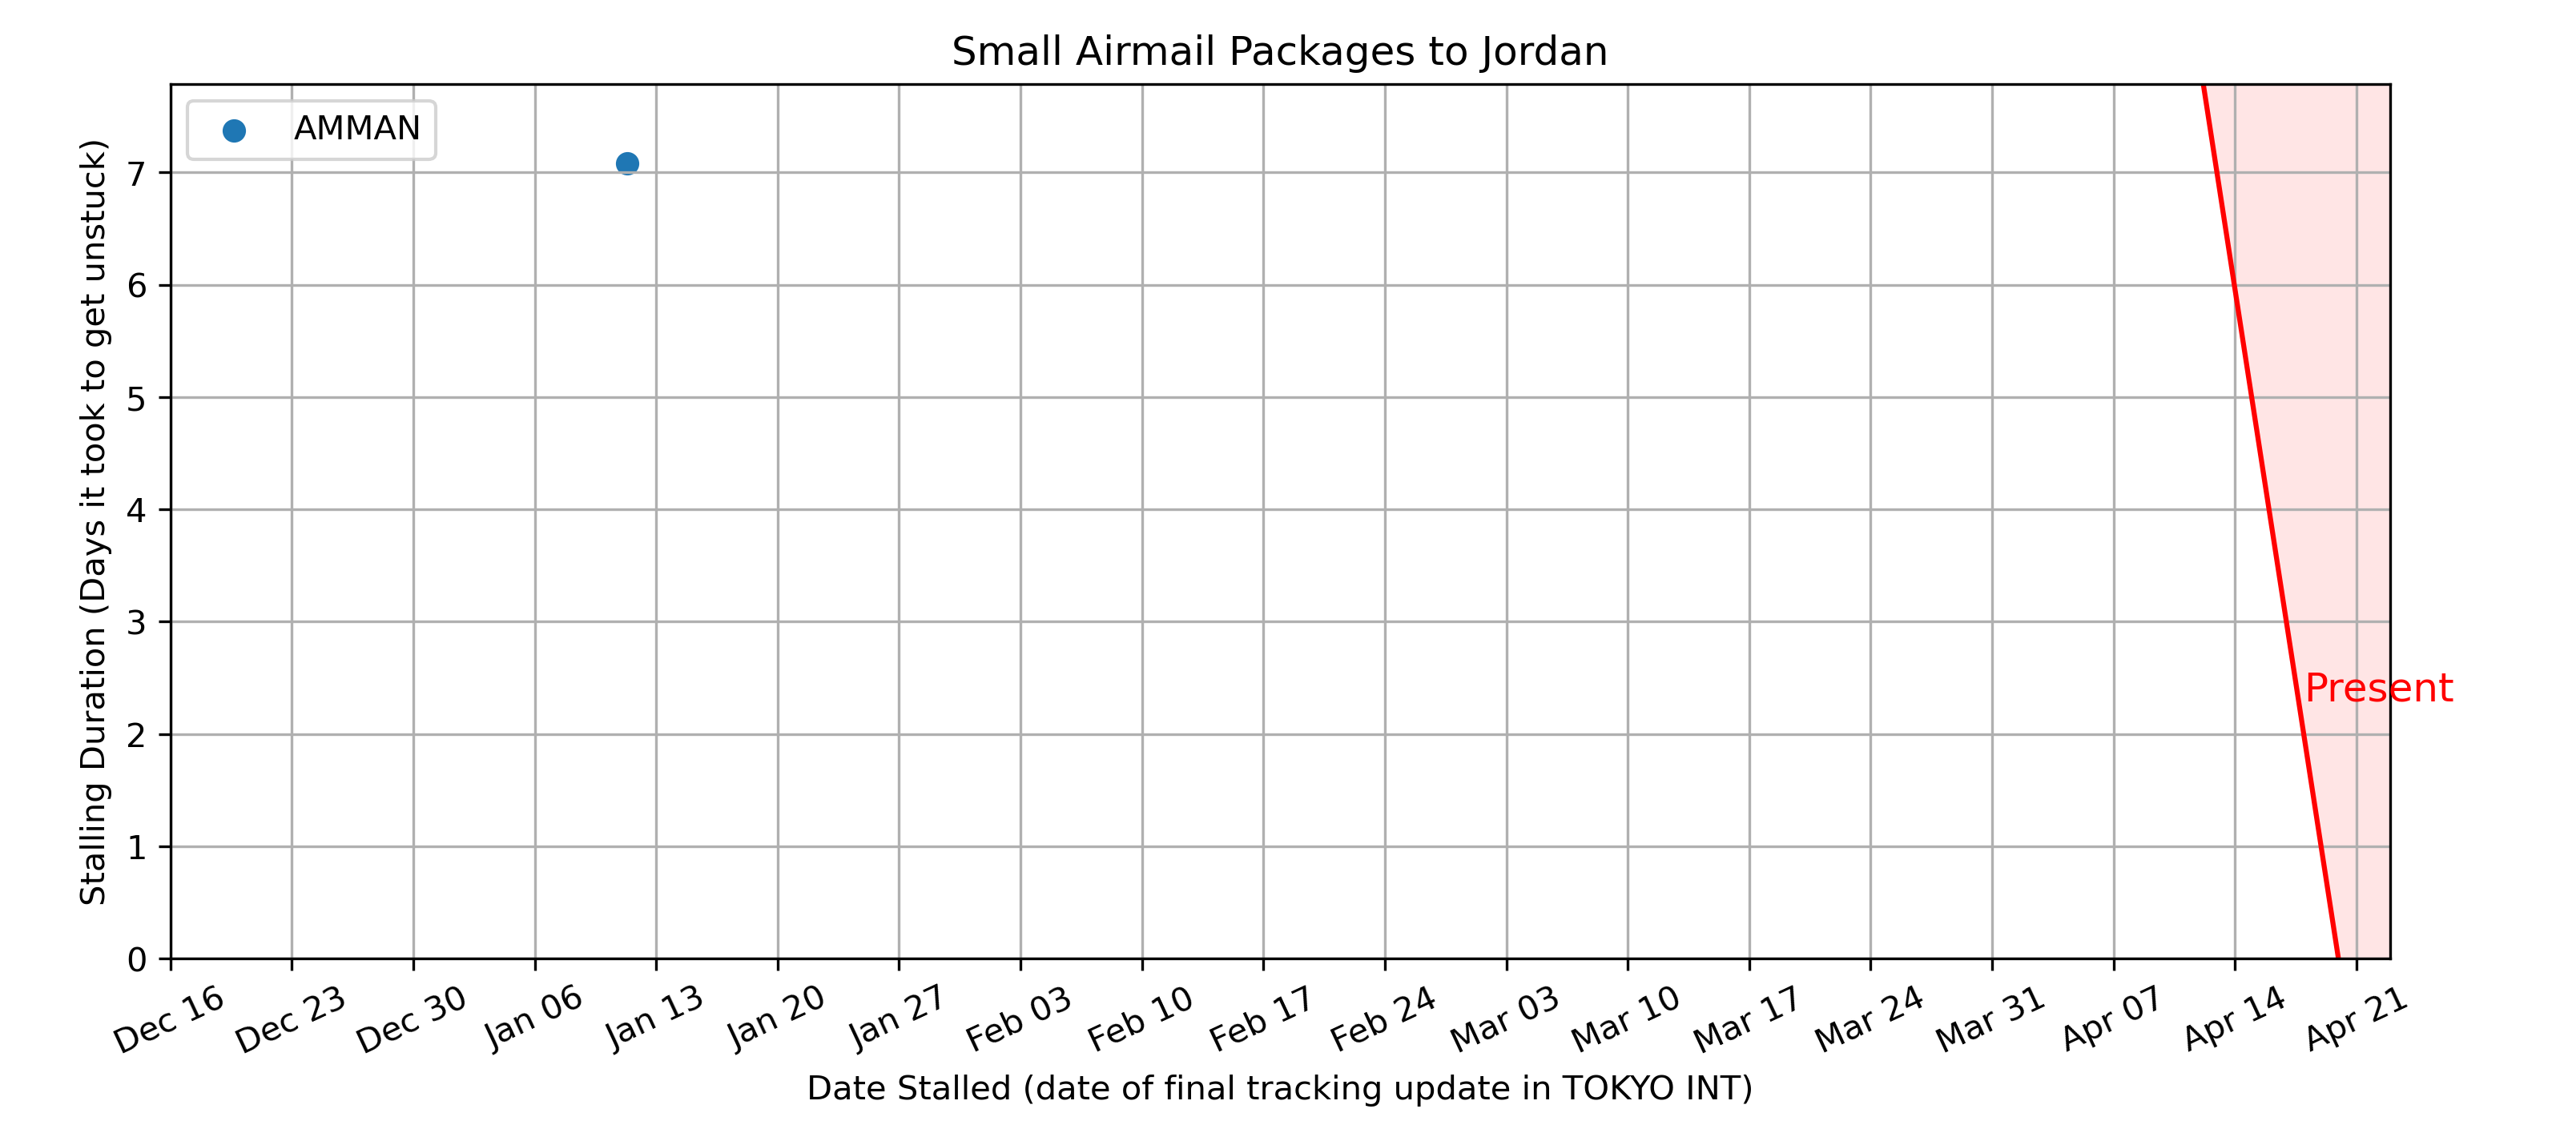 Small Airmail Packages to Jordan
AMMAN
Stalling Duration (Days it took to get unstuck)
7
6
5
4
3
2
1
0
Present
Dec 16
Dec 23
Dec 30
Jan 06
Jan 13
Jan 20
Jan 27
Feb 03
Feb 10
Feb 17
Feb 24
Mar 03
Mar 10
Mar 17
Mar 24
Mar 31
Apr 07
Apr 14
Apr 21
Date Stalled (date of final tracking update in TOKYO INT)